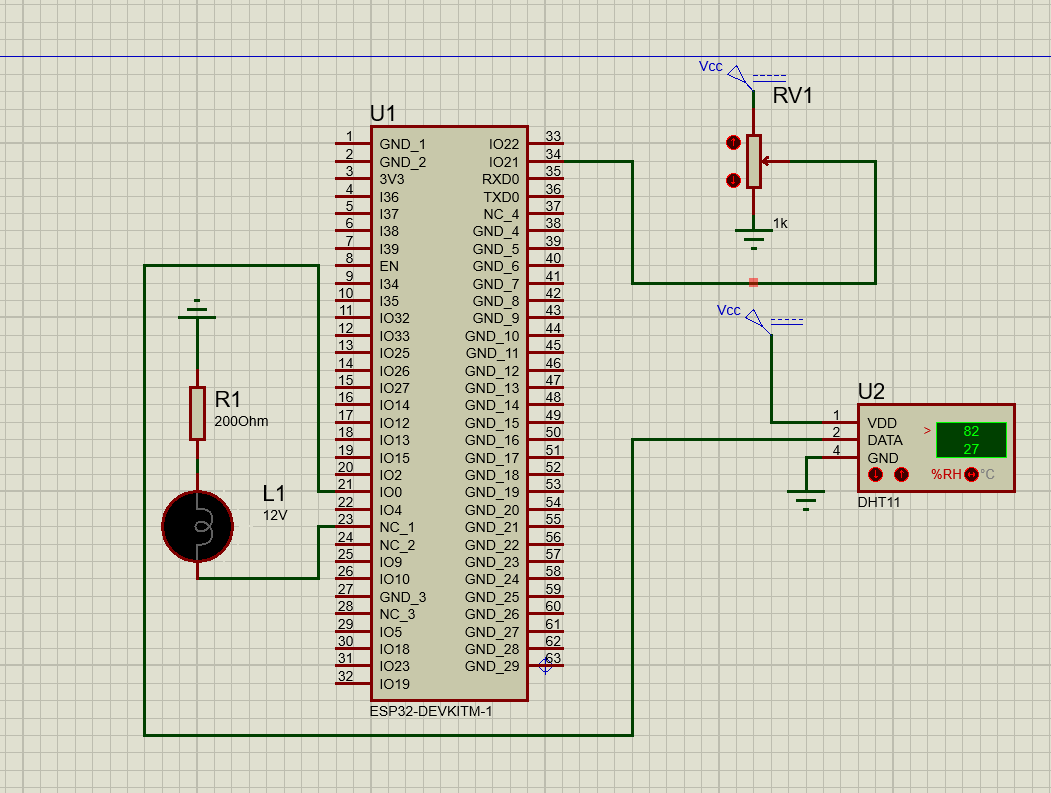 Vcc
RV1
1k
U1
1 GND_1 IO22 33
2 GND_2 IO21 34
3 3V3 RXD0 35
4 I36 TXD0 36
5 I37 NC_4 37
6 I38 GND_4 38
7 I39 GND_5 39
8 EN GND_6 40
9 I34 GND_7 41
10 I35 GND_8 42
11 IO32 GND_9 43
12 IO33 GND_10 44
13 IO25 GND_11 45
14 IO26 GND_12 46
15 IO27 GND_13 47
16 IO14 GND_14 48
17 IO12 GND_15 49
18 IO13 GND_16 50
19 IO15 GND_17 51
20 IO2 GND_18 52
21 IO0 GND_19 53
22 IO4 GND_20 54
23 NC_1 GND_21 55
24 NC_2 GND_22 56
25 IO9 GND_23 57
26 IO10 GND_24 58
27 GND_3 GND_25 59
28 NC_3 GND_26 60
29 IO5 GND_27 61
30 IO18 GND_28 62
31 IO23 GND_29 63
32 IO19
ESP32-DEVKITM-1
R1
200Ohm
L1
12V
Vcc
U2
1 VDD
2 DATA
4 GND
> 82
27
%RH °C
DHT11